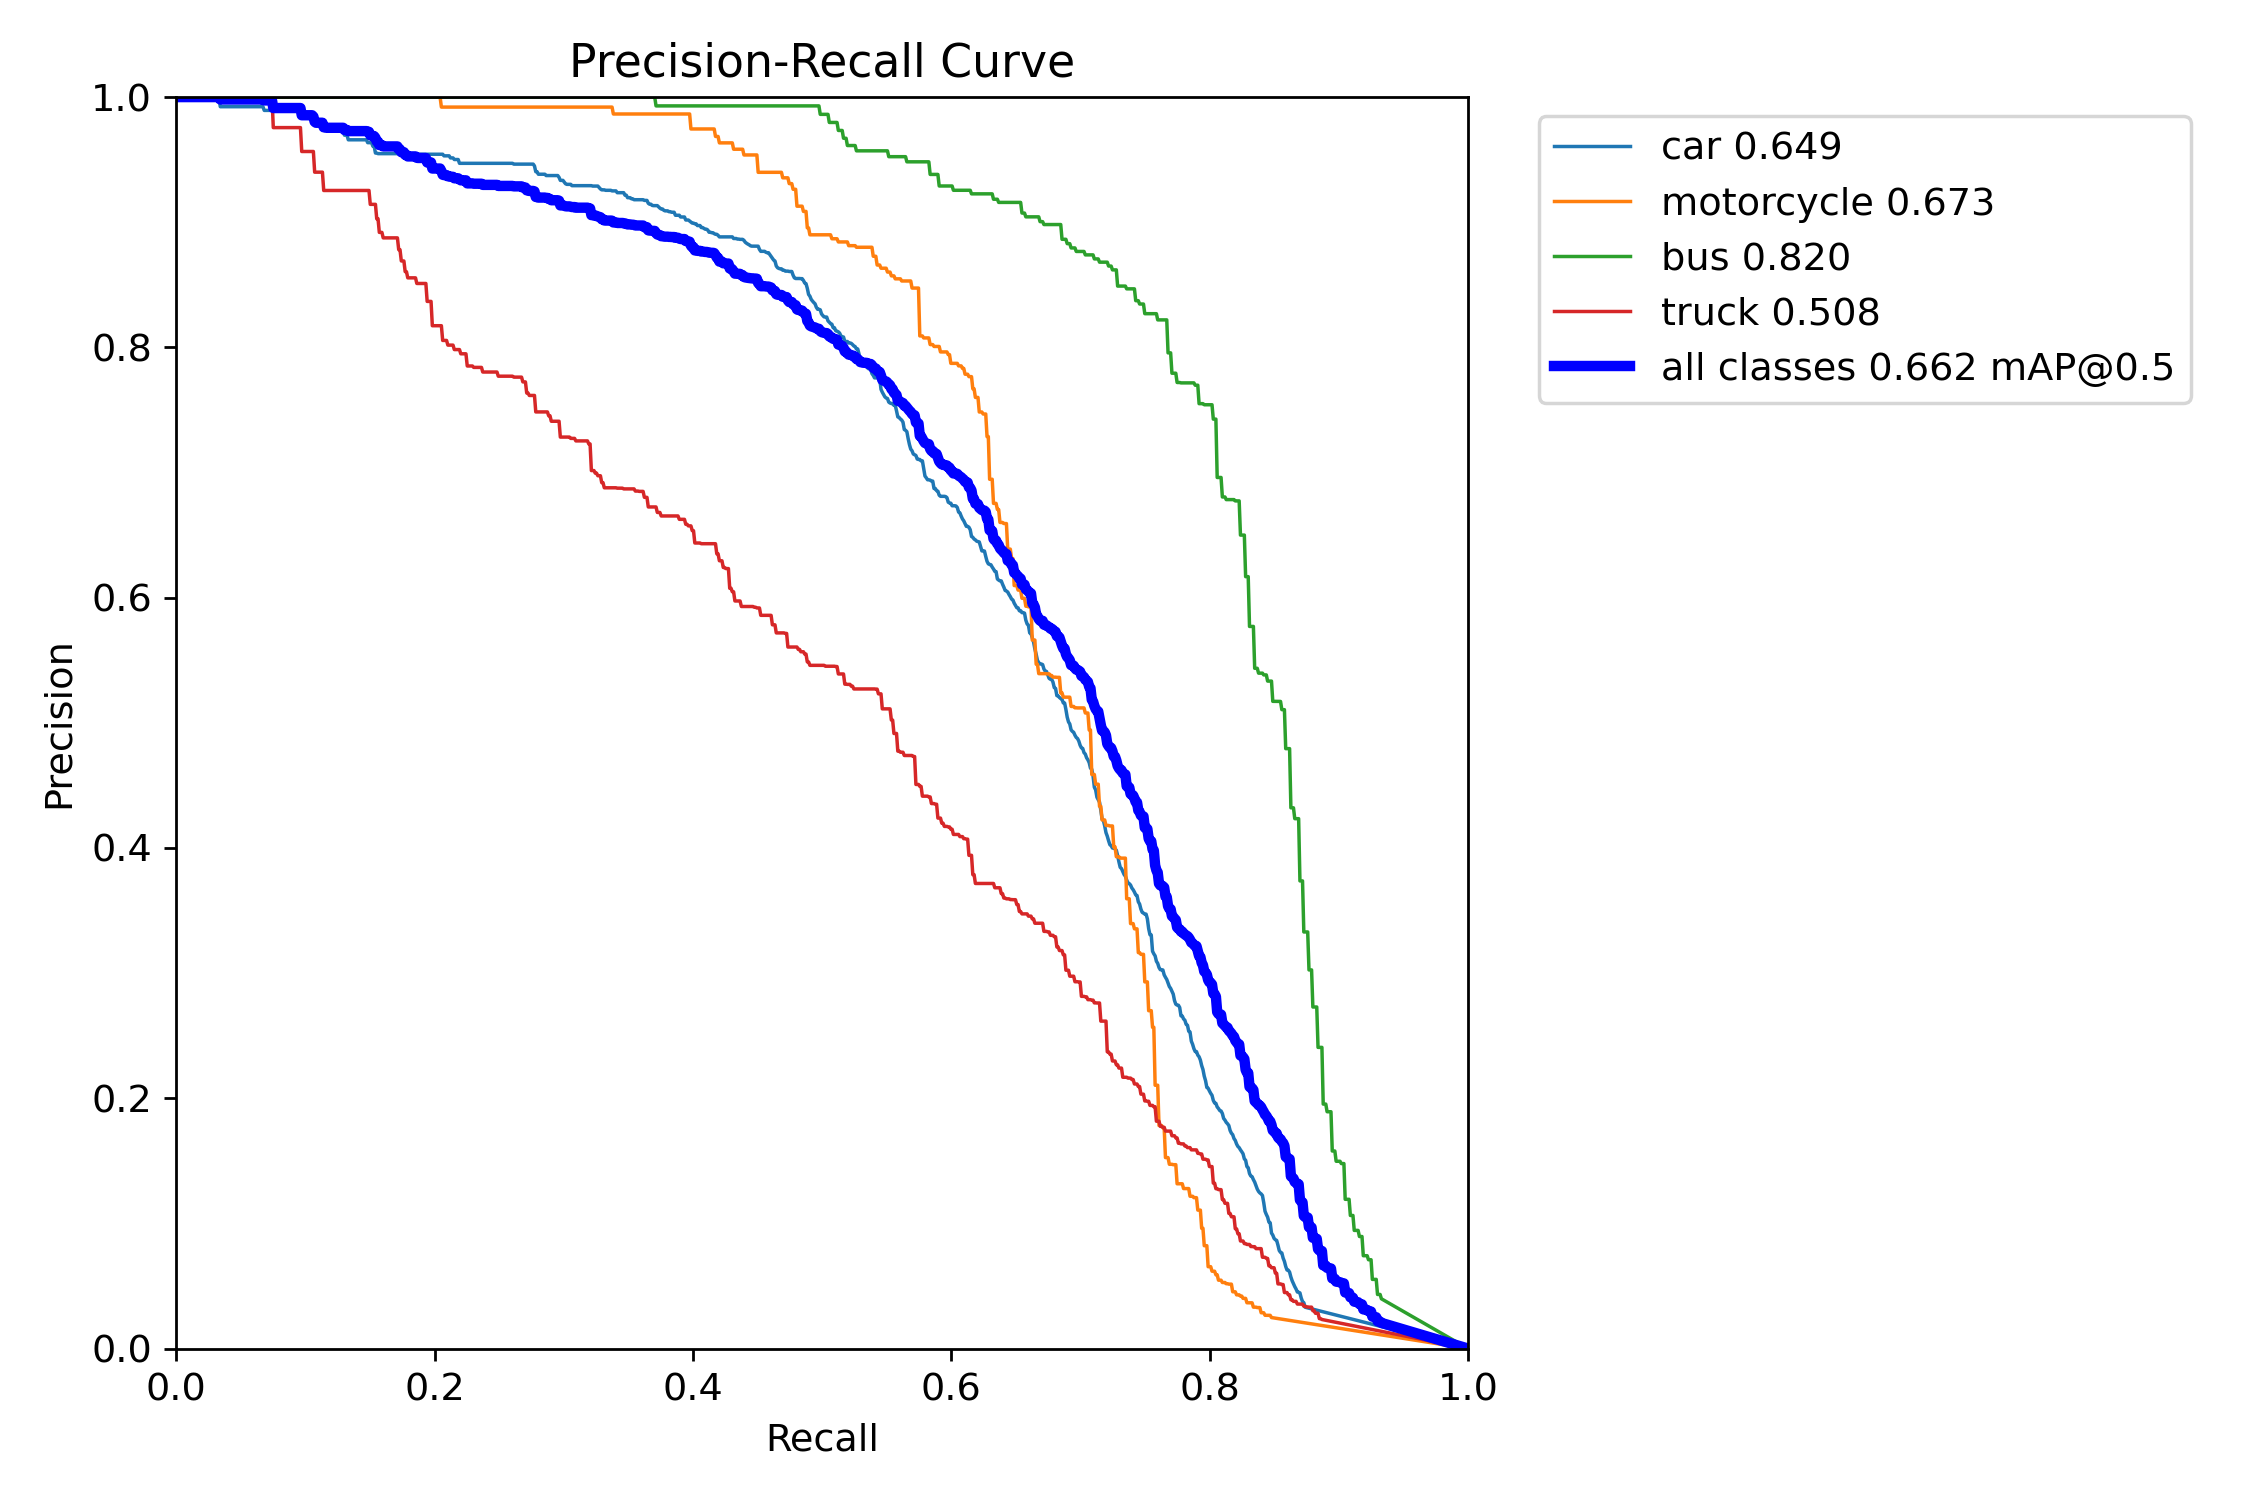 Precision-Recall Curve
1.0
0.8
0.6
0.4
0.2
0.0
Precision
0.0 0.2 0.4 0.6 0.8 1.0
Recall
car 0.649
motorcycle 0.673
bus 0.820
truck 0.508
all classes 0.662 mAP@0.5